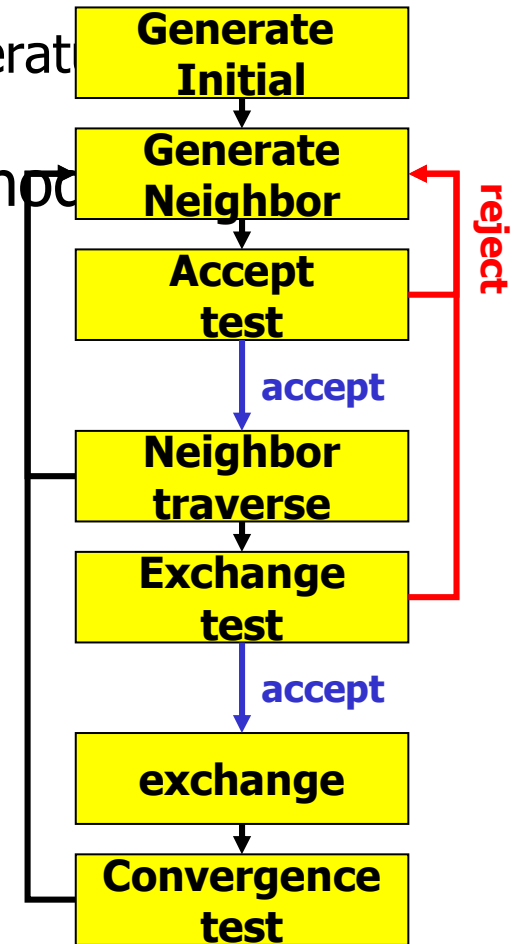 Generate
Initial
Generate
Neighbor
reject
Accept
test
accept
Neighbor
traverse
Exchange
test
accept
exchange
Convergence
test